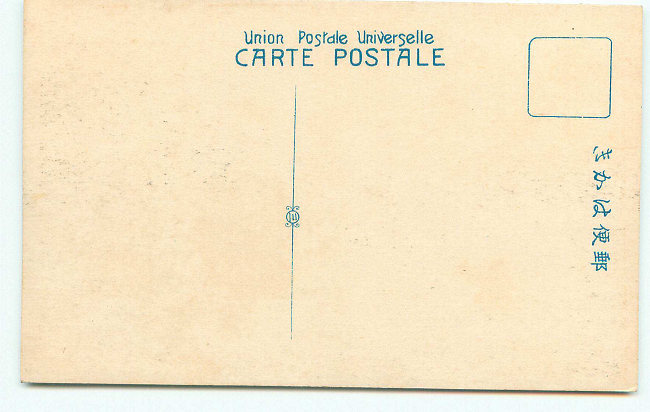 Union Postale Universelle
CARTE POSTALE
郵便はかき